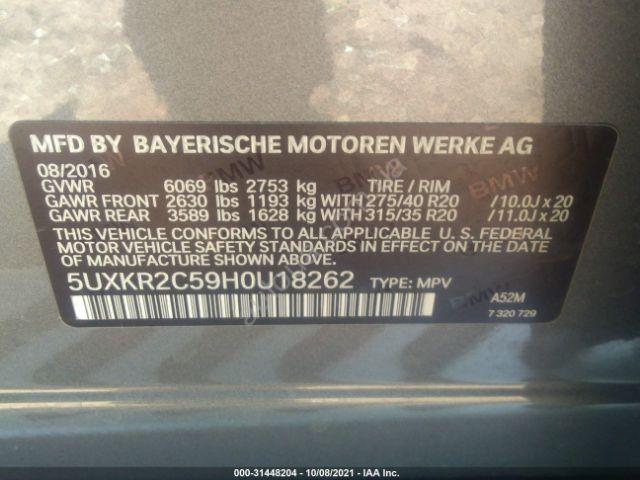 MFD BY BAYERISCHE MOTOREN WERKE AG
08/2016
GVWR 6069 lbs 2753 kg TIRE / RIM
GAWR FRONT 2630 lbs 1193 kg WITH 275/40 R20 /10.0J x 20
GAWR REAR 3589 lbs 1628 kg WITH 315/35 R20 /11.0J x 20
THIS VEHICLE CONFORMS TO ALL APPLICABLE U. S. FEDERAL
MOTOR VEHICLE SAFETY STANDARDS IN EFFECT ON THE DATE
OF MANUFACTURE SHOWN ABOVE.
5UXKR2C59H0U18262 TYPE: MPV
A52M
7 320 729
000-31448204 - 10/08/2021 - IAA Inc.